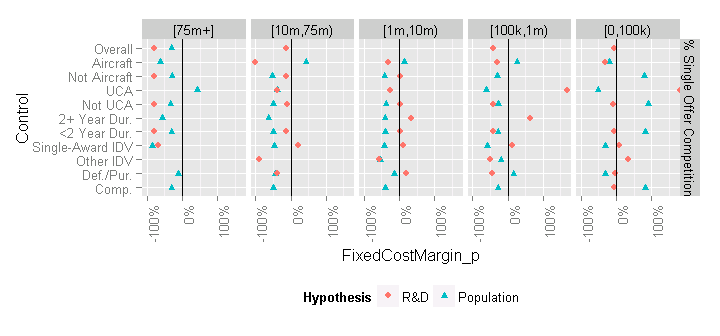 [75m+] [10m,75m) [1m,10m) [100k,1m) [0,100k)
Overall
Aircraft
Not Aircraft
UCA
Not UCA
2+ Year Dur.
<2 Year Dur.
Single-Award IDV
Other IDV
Def./Pur.
Comp.
Control
% Single Offer Competition
-100% 0% 100% -100% 0% 100% -100% 0% 100% -100% 0% 100% -100% 0% 100%
FixedCostMargin_p
Hypothesis R&D Population